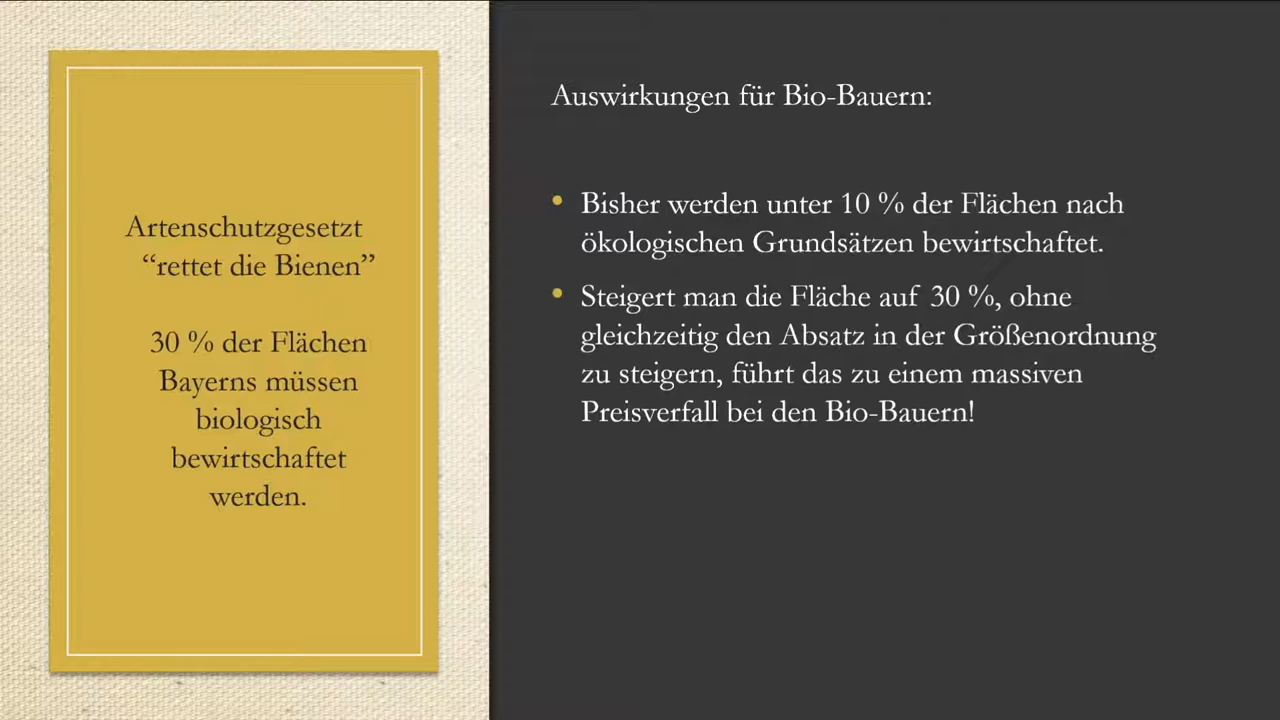 Artenschutzgesetzt
“rettet die Bienen”
30 % der Flächen
Bayerns müssen
biologisch
bewirtschaftet
werden.
Auswirkungen für Bio-Bauern:
• Bisher werden unter 10 % der Flächen nach
ökologischen Grundsätzen bewirtschaftet.
• Steigert man die Fläche auf 30 %, ohne
gleichzeitig den Absatz in der Größenordnung
zu steigern, führt das zu einem massiven
Preisverfall bei den Bio-Bauern!